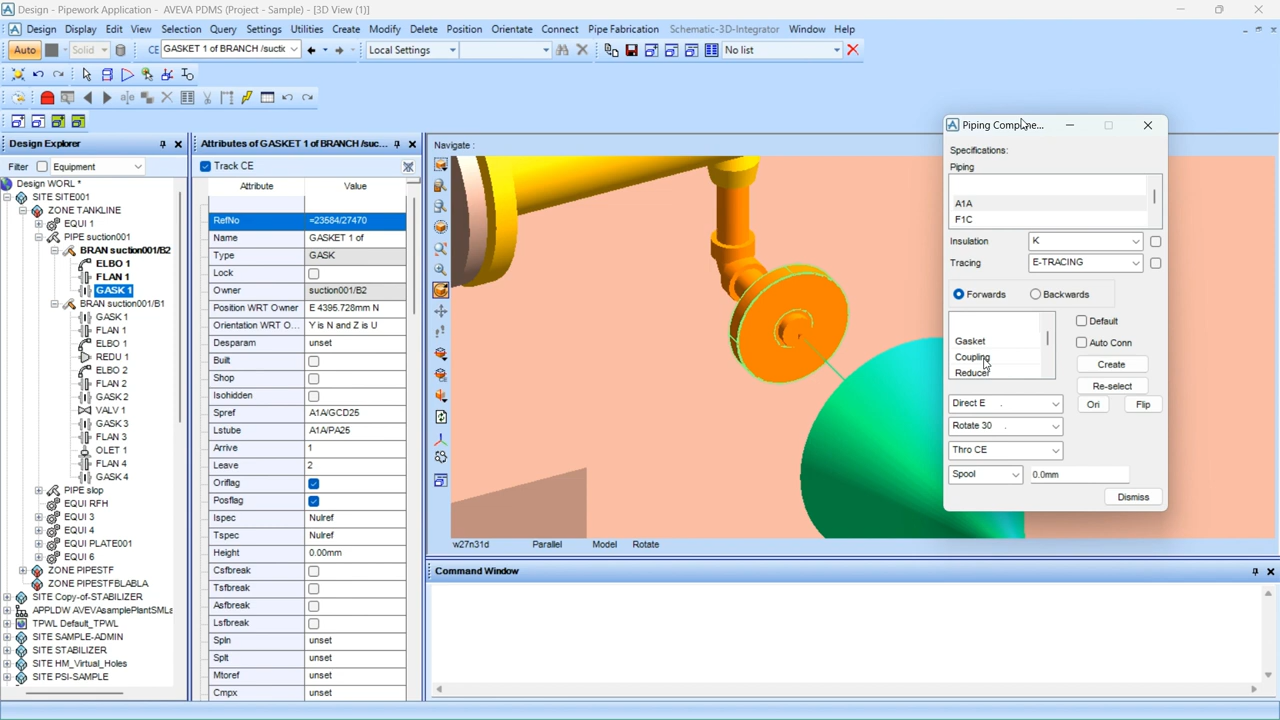 Design - Pipework Application - AVEVA PDMS (Project - Sample) - [3D View (1)]
Design Display Edit View Selection Query Settings Utilities Create Modify Delete Position Orientate Connect Pipe Fabrication Schematic-3D-Integrator Window Help
Auto Solid CE GASKET 1 of BRANCH /suctic Local Settings No list
Design Explorer
Filter Equipment
Design WORL *
SITE SITE001
ZONE TANKLINE
EQUI 1
PIPE suction001
BRAN suction001/B2
ELBO 1
FLAN 1
GASK 1
BRAN suction001/B1
GASK 1
FLAN 1
ELBO 1
REDU 1
ELBO 2
FLAN 2
GASK 2
VALV 1
GASK 3
FLAN 3
OLET 1
FLAN 4
GASK 4
PIPE slop
EQUI RFH
EQUI 3
EQUI 4
EQUI PLATE001
EQUI 6
ZONE PIPESTF
ZONE PIPESTFBLABLA
SITE Copy-of-STABILIZER
APPLDW AVEVAsamplePlantSMLa
TPWL Default_TPWL
SITE SAMPLE-ADMIN
SITE STABILIZER
SITE HM_Virtual_Holes
SITE PSI-SAMPLE
Attributes of GASKET 1 of BRANCH /suc...
Track CE
Attribute Value
RefNo =23584/27470
Name GASKET 1 of
Type GASK
Lock
Owner suction001/B2
Position WRT Owner E 4396.728mm N
Orientation WRT O... Y is N and Z is U
Desparam unset
Built
Shop
Isohidden
Spref A1A/GCD25
Lstube A1A/PA25
Arrive 1
Leave 2
Oriflag
Posflag
Ispec Nulref
Tspec Nulref
Height 0.00mm
Csfbreak
Tsfbreak
Asfbreak
Lsfbreak
Spln unset
Splt unset
Mtoref unset
Cmpx unset
Navigate :
w27n31d Parallel Model Rotate
Command Window
Piping Compone...
Specifications:
Piping
A1A
F1C
Insulation K
Tracing E-TRACING
Forwards Backwards
Gasket
Coupling
Reducer
Default
Auto Conn
Create
Re-select
Direct E . Ori Flip
Rotate 30 .
Thro CE
Spool 0.0mm
Dismiss